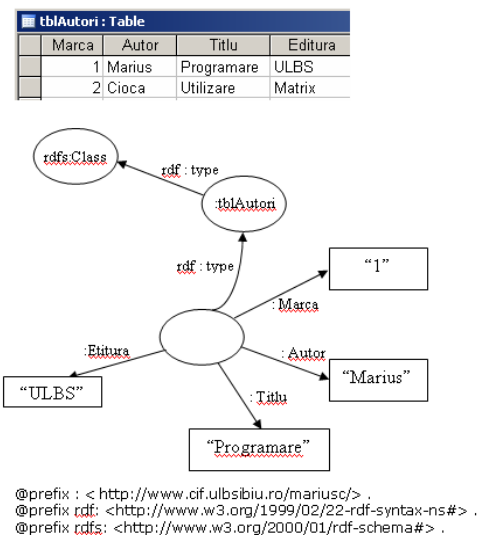 tblAutori : Table
Marca Autor Titlu Editura
1 Marius Programare ULBS
2 Cioca Utilizare Matrix
rdfs:Class
rdf : type
:tblAutori
rdf : type
"1"
: Marca
:Etitura
: Autor
"Marius"
"ULBS"
: Titlu
"Programare"
@prefix : < http://www.cif.ulbsibiu.ro/mariusc/> .
@prefix rdf: <http://www.w3.org/1999/02/22-rdf-syntax-ns#> .
@prefix rdfs: <http://www.w3.org/2000/01/rdf-schema#> .